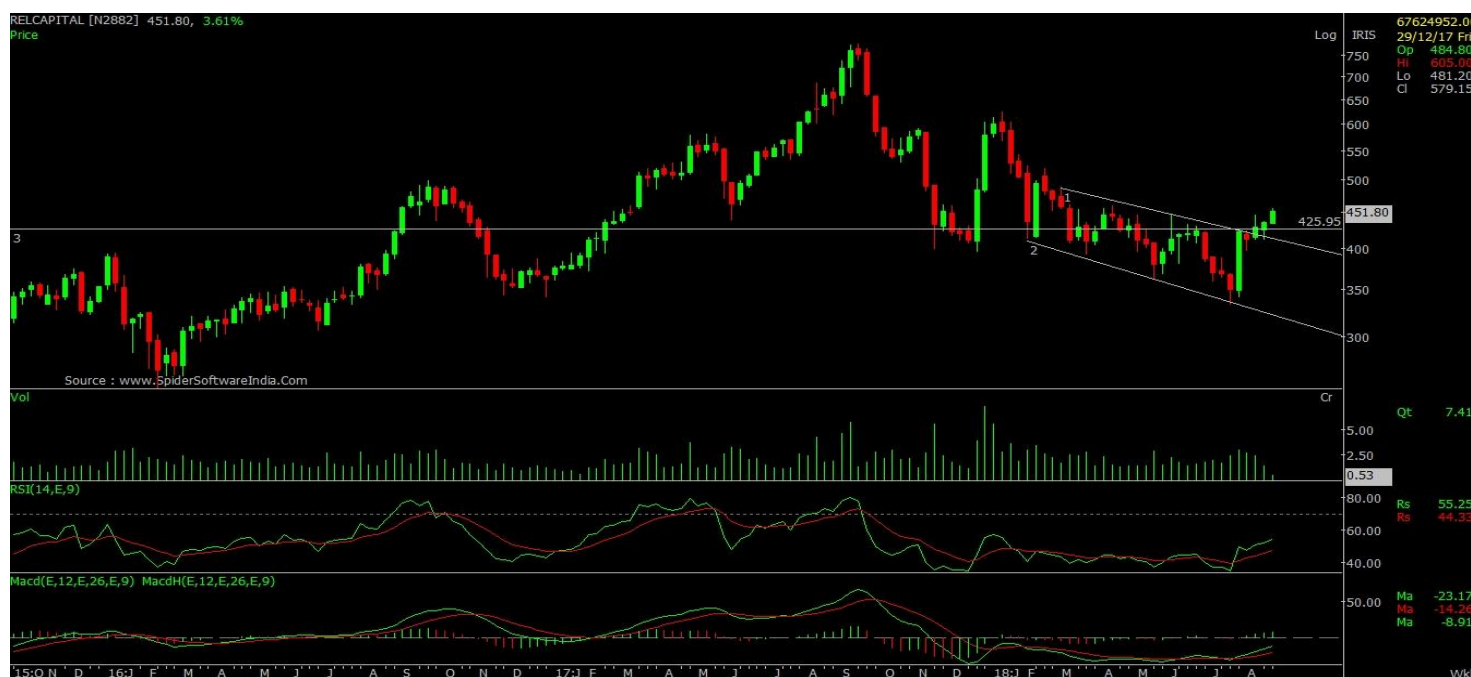 RELCAPITAL [N2882] 451.80, 3.61%
Price
Log
IRIS
67624952.0
29/12/17 Fri
Op 484.80
Hi 605.00
Lo 481.20
Cl 579.15
750
700
650
600
550
500
451.80
425.95
400
350
300
1
2
3
Source : www.SpiderSoftwareIndia.Com
Vol
Cr
Qt 7.41
5.00
2.50
0.53
RSI(14,E,9)
80.00
60.00
40.00
Rs 55.25
Rs 44.33
Macd(E,12,E,26,E,9) MacdH(E,12,E,26,E,9)
50.00
Ma -23.17
Ma -14.26
Ma -8.91
15:O N D 16:J F M A M J J A S O N D 17:J F M A M J J A S O N D 18:J F M A M J J A
Wk